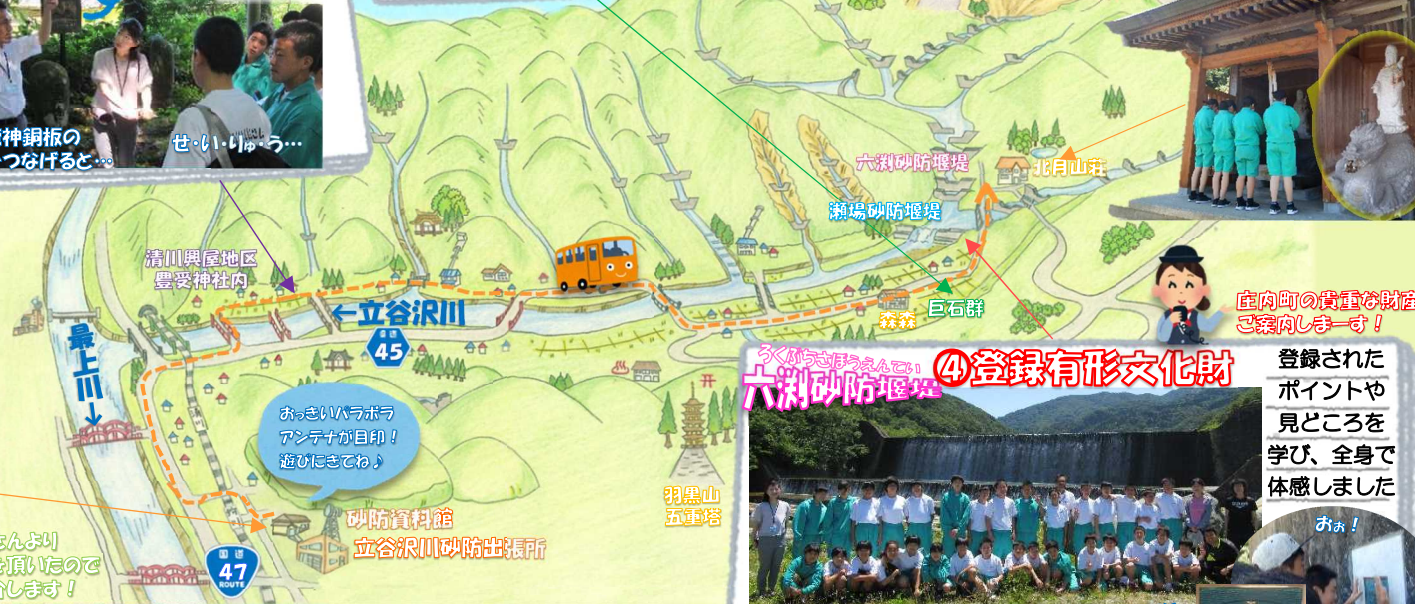 神銅板の
つなげると…
せ・い・りゅ・う…
六渕砂防堰堤
北月山荘
瀬場砂防堰堤
清川興屋地区
豊受神社内
←立谷沢川
国道
45
最上川
↓
巨石群
森森
庄内町の貴重な財産
ご案内しまーす!
ろくぶちさぼうえんてい
六渕砂防堰堤
④登録有形文化財
登録された
ポイントや
見どころを
学び、全身で
体感しました
おぉ!
おっきいパラボラ
アンテナが目印!
遊びにきてね♪
羽黒山
五重塔
砂防資料館
立谷沢川砂防出張所
国道
47
ROUTE
さんより
を頂いたので
します!